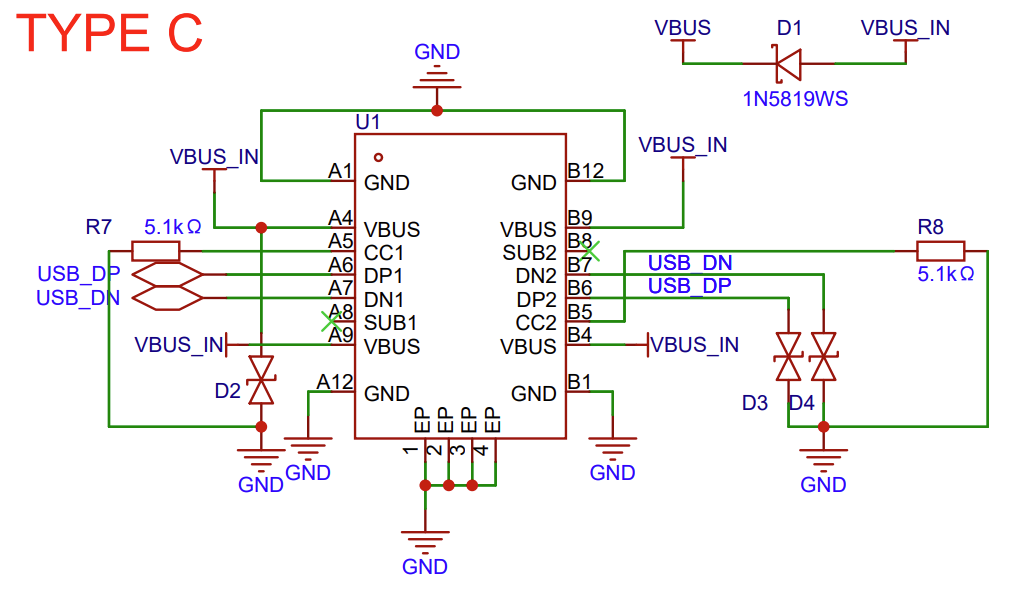 TYPE C
VBUS
D1
VBUS_IN
1N5819WS
GND
U1
VBUS_IN
VBUS_IN
A1
GND
GND
B12
A4
VBUS
VBUS
B9
R7
5.1kΩ
A5
CC1
SUB2
B8
R8
5.1kΩ
USB_DP
A6
DP1
DN2
B7
USB_DN
USB_DN
A7
DN1
DP2
B6
USB_DP
A8
SUB1
CC2
B5
VBUS_IN
A9
VBUS
VBUS
B4
VBUS_IN
D2
A12
GND
GND
B1
D3
D4
EP
EP
EP
EP
1
2
3
4
GND
GND
GND
GND
GND